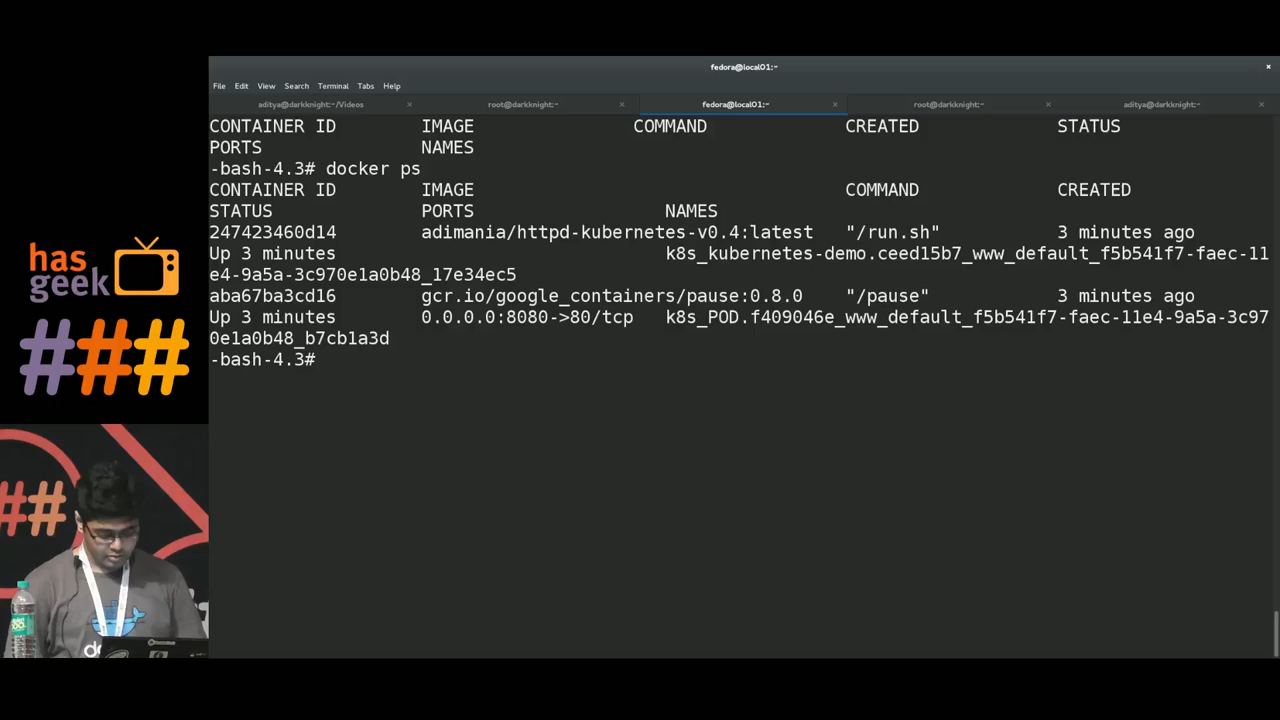 fedora@local01:~ ×
File Edit View Search Terminal Tabs Help
aditya@darkknight:~/Videos × root@darkknight:~ × fedora@local01:~ × root@darkknight:~ × aditya@darkknight:~ ×
CONTAINER ID IMAGE COMMAND CREATED STATUS
PORTS NAMES
-bash-4.3# docker ps
CONTAINER ID IMAGE COMMAND CREATED
STATUS PORTS NAMES
247423460d14 adimania/httpd-kubernetes-v0.4:latest "/run.sh" 3 minutes ago
Up 3 minutes k8s_kubernetes-demo.ceed15b7_www_default_f5b541f7-faec-11
e4-9a5a-3c970e1a0b48_17e34ec5
aba67ba3cd16 gcr.io/google_containers/pause:0.8.0 "/pause" 3 minutes ago
Up 3 minutes 0.0.0.0:8080->80/tcp k8s_POD.f409046e_www_default_f5b541f7-faec-11e4-9a5a-3c97
0e1a0b48_b7cb1a3d
-bash-4.3#
has
geek
###
##